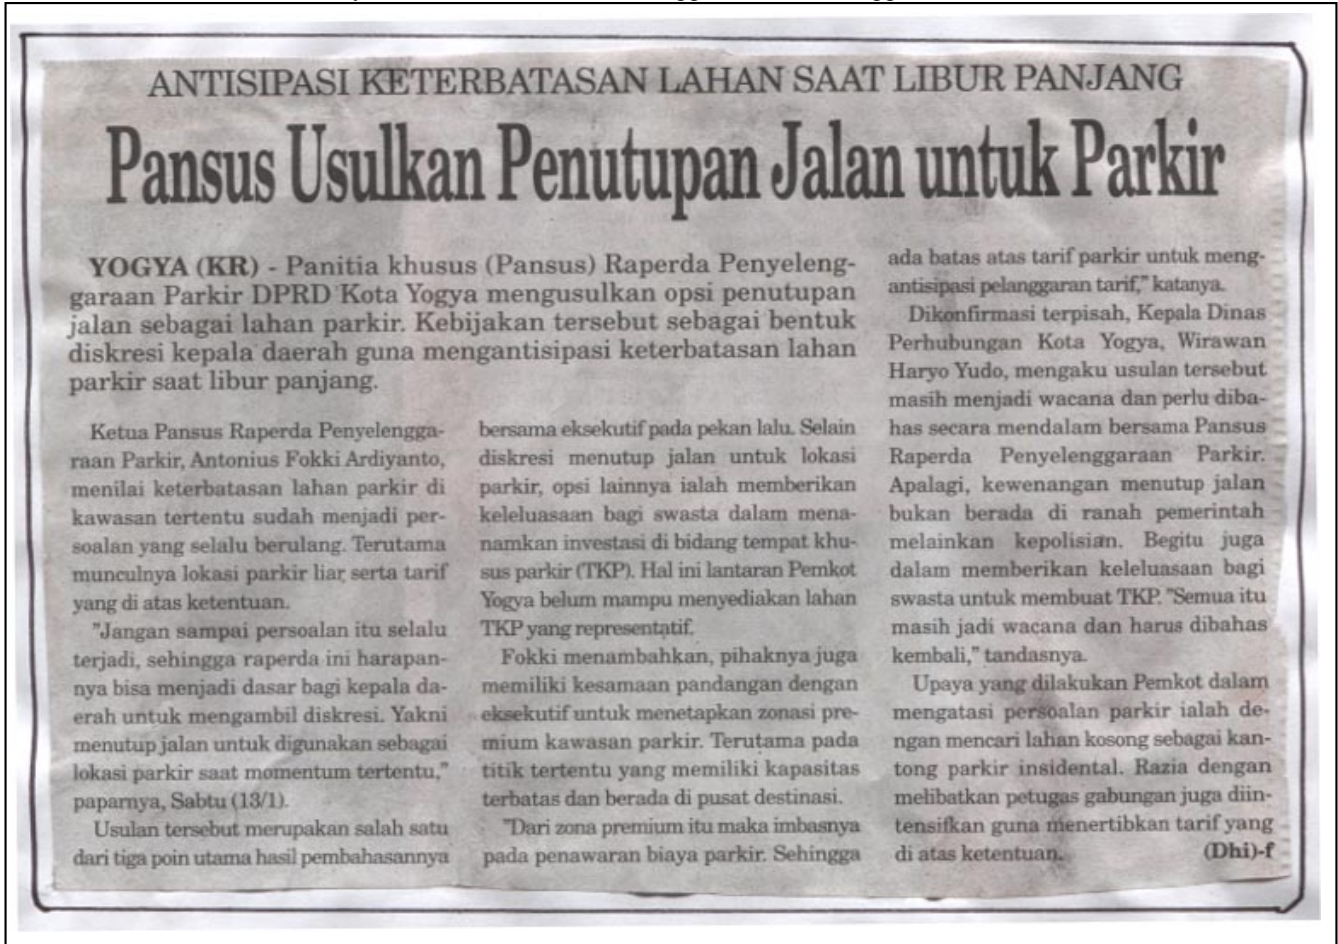 ANTISIPASI KETERBATASAN LAHAN SAAT LIBUR PANJANG
Pansus Usulkan Penutupan Jalan untuk Parkir
YOGYA (KR) - Panitia khusus (Pansus) Raperda Penyeleng-
garaan Parkir DPRD Kota Yogya mengusulkan opsi penutupan
jalan sebagai lahan parkir. Kebijakan tersebut sebagai bentuk
diskresi kepala daerah guna mengantisipasi keterbatasan lahan
parkir saat libur panjang.
Ketua Pansus Raperda Penyelengga-
raan Parkir, Antonius Fokki Ardiyanto,
menilai keterbatasan lahan parkir di
kawasan tertentu sudah menjadi per-
soalan yang selalu berulang. Terutama
munculnya lokasi parkir liar, serta tarif
yang di atas ketentuan.
"Jangan sampai persoalan itu selalu
terjadi, sehingga raperda ini harapan-
nya bisa menjadi dasar bagi kepala da-
erah untuk mengambil diskresi. Yakni
menutup jalan untuk digunakan sebagai
lokasi parkir saat momentum tertentu,"
paparnya, Sabtu (13/1).
Usulan tersebut merupakan salah satu
dari tiga poin utama hasil pembahasannya
bersama eksekutif pada pekan lalu. Selain
diskresi menutup jalan untuk lokasi
parkir, opsi lainnya ialah memberikan
keleluasaan bagi swasta dalam mena-
namkan investasi di bidang tempat khu-
sus parkir (TKP). Hal ini lantaran Pemkot
Yogya belum mampu menyediakan lahan
TKP yang representatif.
Fokki menambahkan, pihaknya juga
memiliki kesamaan pandangan dengan
eksekutif untuk menetapkan zonasi pre-
mium kawasan parkir. Terutama pada
titik tertentu yang memiliki kapasitas
terbatas dan berada di pusat destinasi.
"Dari zona premium itu maka imbasnya
pada penawaran biaya parkir. Sehingga
ada batas atas tarif parkir untuk meng-
antisipasi pelanggaran tarif," katanya.
Dikonfirmasi terpisah, Kepala Dinas
Perhubungan Kota Yogya, Wirawan
Haryo Yudo, mengaku usulan tersebut
masih menjadi wacana dan perlu diba-
has secara mendalam bersama Pansus
Raperda Penyelenggaraan Parkir.
Apalagi, kewenangan menutup jalan
bukan berada di ranah pemerintah
melainkan kepolisian. Begitu juga
dalam memberikan keleluasaan bagi
swasta untuk membuat TKP. "Semua itu
masih jadi wacana dan harus dibahas
kembali," tandasnya.
Upaya yang dilakukan Pemkot dalam
mengatasi persoalan parkir ialah de-
ngan mencari lahan kosong sebagai kan-
tong parkir insidental. Razia dengan
melibatkan petugas gabungan juga diin-
tensifkan guna menertibkan tarif yang
di atas ketentuan. (Dhi)-f